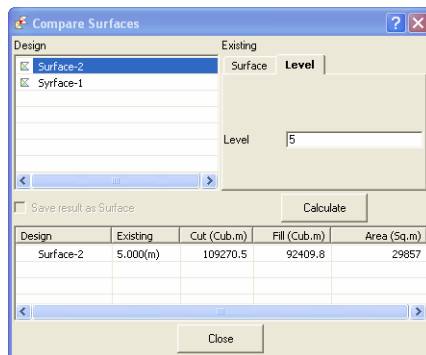 Compare Surfaces
Design
Existing
Surface-2
Syrface-1
Surface Level
Level 5
Save result as Surface
Calculate
Design Existing Cut (Cub.m) Fill (Cub.m) Area (Sq.m)
Surface-2 5.000(m) 109270.5 92409.8 29857
Close